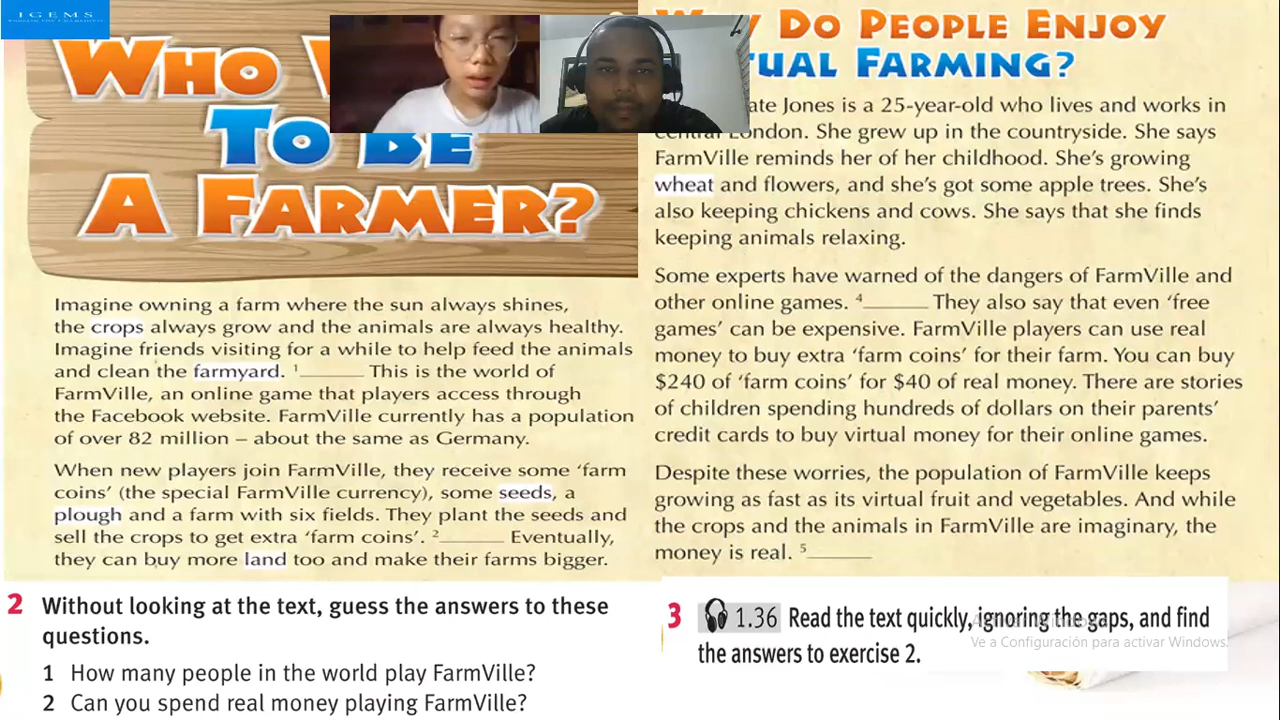 IGEMS
WHO
TO BE
A FARMER?
Imagine owning a farm where the sun always shines,
the crops always grow and the animals are always healthy.
Imagine friends visiting for a while to help feed the animals
and clean the farmyard. 1______ This is the world of
FarmVille, an online game that players access through
the Facebook website. FarmVille currently has a population
of over 82 million – about the same as Germany.
When new players join FarmVille, they receive some ‘farm
coins’ (the special FarmVille currency), some seeds, a
plough and a farm with six fields. They plant the seeds and
sell the crops to get extra ‘farm coins’. 2______ Eventually,
they can buy more land too and make their farms bigger.
2 Without looking at the text, guess the answers to these
questions.
1 How many people in the world play FarmVille?
2 Can you spend real money playing FarmVille?
DO PEOPLE ENJOY
FARMING?
Jones is a 25-year-old who lives and works in
central London. She grew up in the countryside. She says
FarmVille reminds her of her childhood. She’s growing
wheat and flowers, and she’s got some apple trees. She’s
also keeping chickens and cows. She says that she finds
keeping animals relaxing.
Some experts have warned of the dangers of FarmVille and
other online games. 4______ They also say that even ‘free
games’ can be expensive. FarmVille players can use real
money to buy extra ‘farm coins’ for their farm. You can buy
$240 of ‘farm coins’ for $40 of real money. There are stories
of children spending hundreds of dollars on their parents’
credit cards to buy virtual money for their online games.
Despite these worries, the population of FarmVille keeps
growing as fast as its virtual fruit and vegetables. And while
the crops and the animals in FarmVille are imaginary, the
money is real. 5______
3 1.36 Read the text quickly, ignoring the gaps, and find
the answers to exercise 2.
Ve a Configuración para activar Windows.